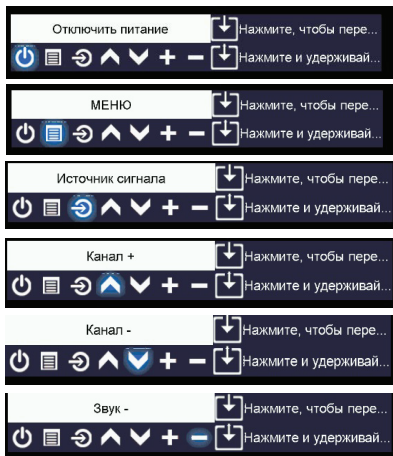 Отключить питание
Нажмите, чтобы пере...
Нажмите и удерживай...
МЕНЮ
Нажмите, чтобы пере...
Нажмите и удерживай...
Источник сигнала
Нажмите, чтобы пере...
Нажмите и удерживай...
Канал +
Нажмите, чтобы пере...
Нажмите и удерживай...
Канал -
Нажмите, чтобы пере...
Нажмите и удерживай...
Звук -
Нажмите, чтобы пере...
Нажмите и удерживай...